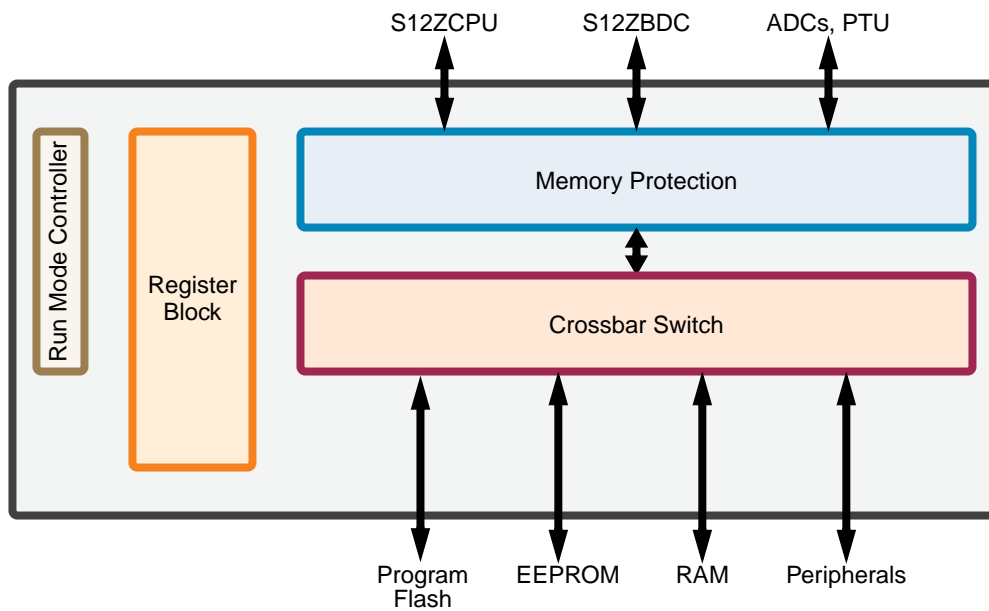 S12ZCPU
S12ZBDC
ADCs, PTU
Run Mode Controller
Register
Block
Memory Protection
Crossbar Switch
Program
Flash
EEPROM
RAM
Peripherals